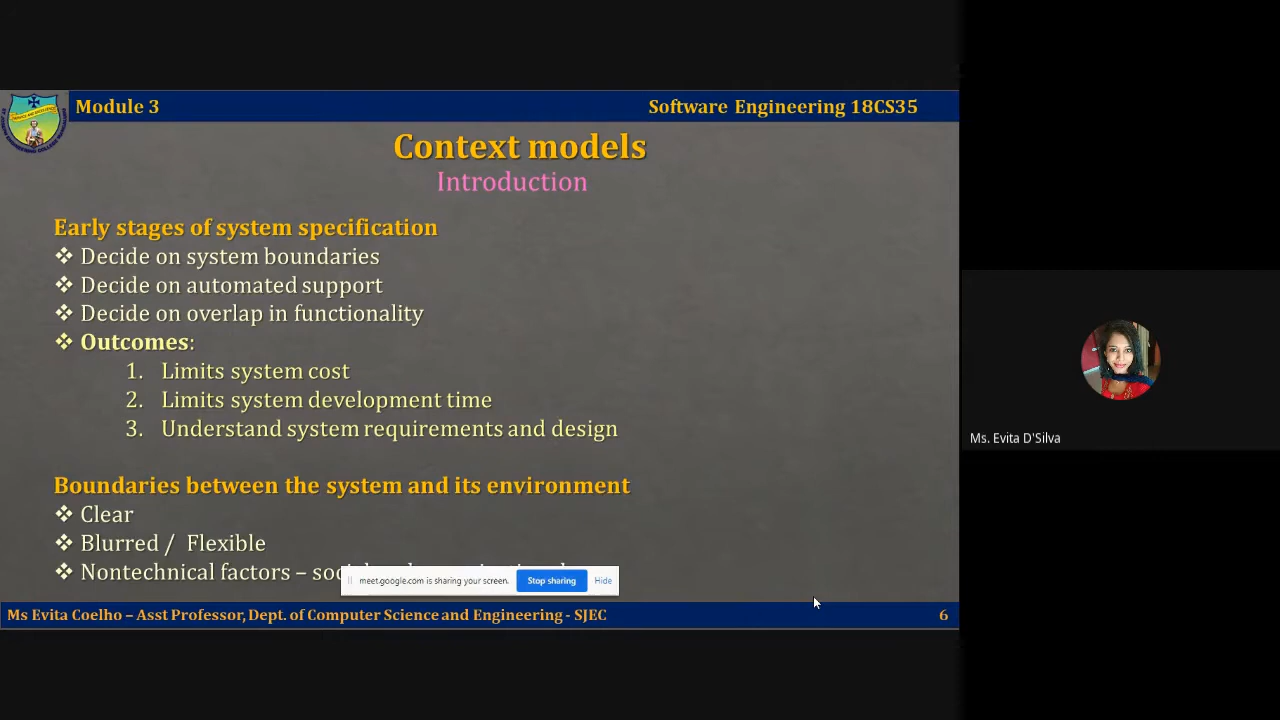 Module 3
Software Engineering 18CS35
Context models
Introduction
Early stages of system specification
❖ Decide on system boundaries
❖ Decide on automated support
❖ Decide on overlap in functionality
❖ Outcomes:
1. Limits system cost
2. Limits system development time
3. Understand system requirements and design
Boundaries between the system and its environment
❖ Clear
❖ Blurred / Flexible
❖ Nontechnical factors –
meet.google.com is sharing your screen. Stop sharing Hide
Ms Evita Coelho – Asst Professor, Dept. of Computer Science and Engineering - SJEC
6
Ms. Evita D'Silva